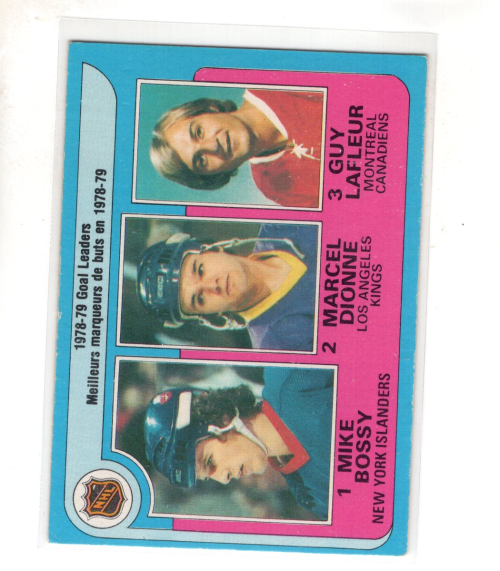 1978-79 Goal Leaders
Meilleurs marqueurs de buts en 1978-79
NHL
1 MIKE
BOSSY
NEW YORK ISLANDERS
2 MARCEL
DIONNE
LOS ANGELES
KINGS
3 GUY
LAFLEUR
MONTREAL
CANADIENS